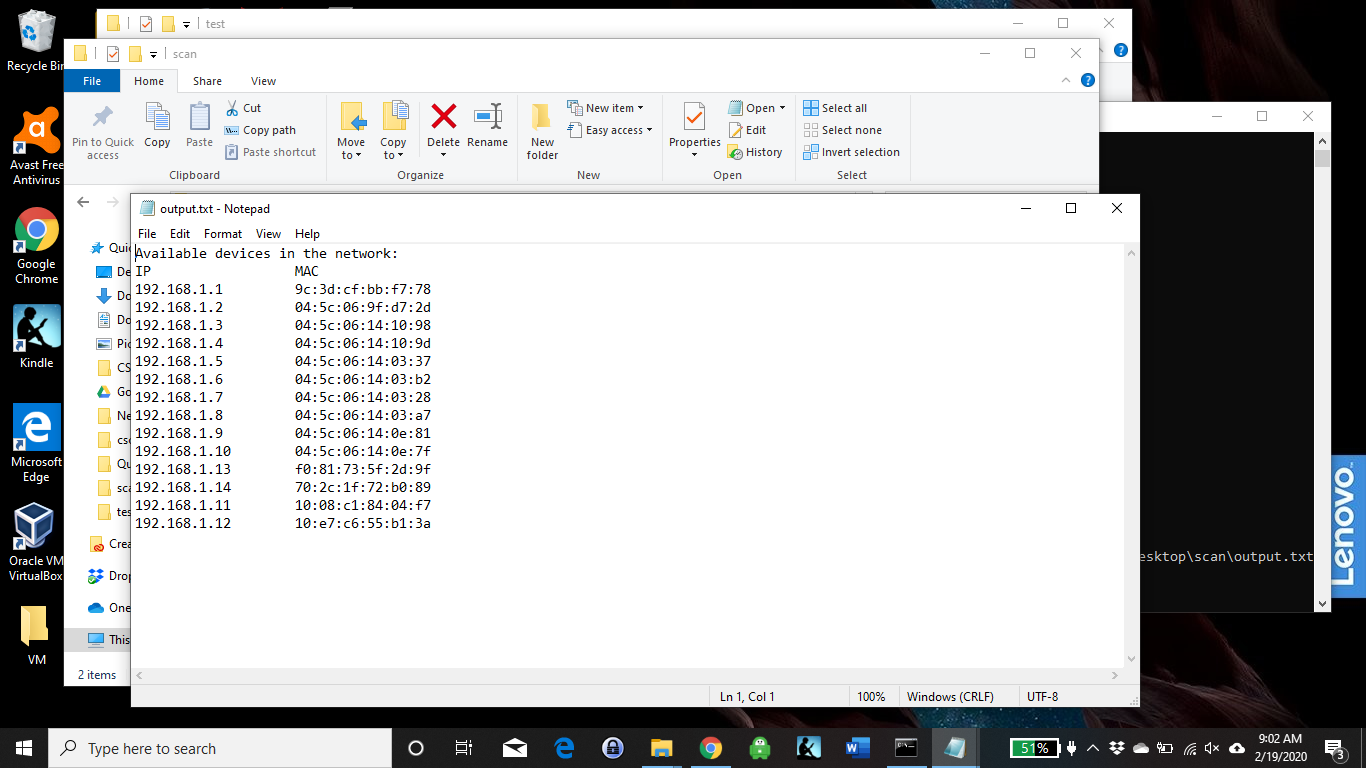 test
scan
File Home Share View
Pin to Quick access
Copy
Paste
Cut
Copy path
Paste shortcut
Clipboard
Move to
Copy to
Delete
Rename
Organize
New folder
New item
Easy access
New
Properties
Open
Edit
History
Open
Select all
Select none
Invert selection
Select
output.txt - Notepad
File Edit Format View Help
Available devices in the network:
IP MAC
192.168.1.1 9c:3d:cf:bb:f7:78
192.168.1.2 04:5c:06:9f:d7:2d
192.168.1.3 04:5c:06:14:10:98
192.168.1.4 04:5c:06:14:10:9d
192.168.1.5 04:5c:06:14:03:37
192.168.1.6 04:5c:06:14:03:b2
192.168.1.7 04:5c:06:14:03:28
192.168.1.8 04:5c:06:14:03:a7
192.168.1.9 04:5c:06:14:0e:81
192.168.1.10 04:5c:06:14:0e:7f
192.168.1.13 f0:81:73:5f:2d:9f
192.168.1.14 70:2c:1f:72:b0:89
192.168.1.11 10:08:c1:84:04:f7
192.168.1.12 10:e7:c6:55:b1:3a
Ln 1, Col 1 100% Windows (CRLF) UTF-8
Recycle Bin
Avast Free
Antivirus
Google
Chrome
Kindle
Microsoft
Edge
Oracle VM
VirtualBox
VM
Quic
De
Do
Do
Pic
CS
Go
Ne
csc
Qu
sca
tes
Crea
Drop
One
This
2 items
esktop\scan\output.txt
Lenovo
Type here to search
51%
9:02 AM
2/19/2020
3